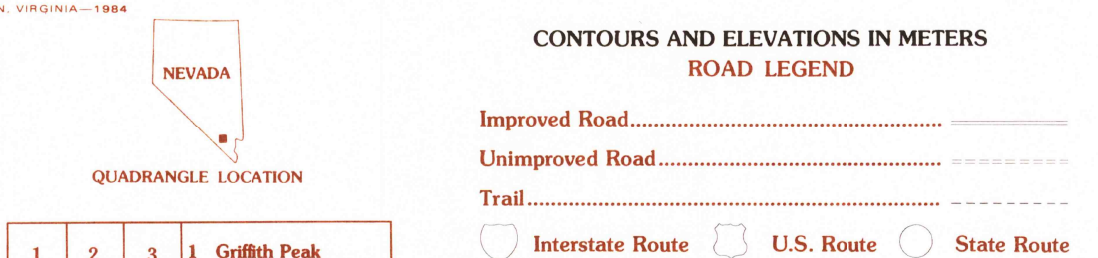 N, VIRGINIA—1984
NEVADA
QUADRANGLE LOCATION
1 2 3 1 Griffith Peak
CONTOURS AND ELEVATIONS IN METERS
ROAD LEGEND
Improved Road
Unimproved Road
Trail
Interstate Route U.S. Route State Route